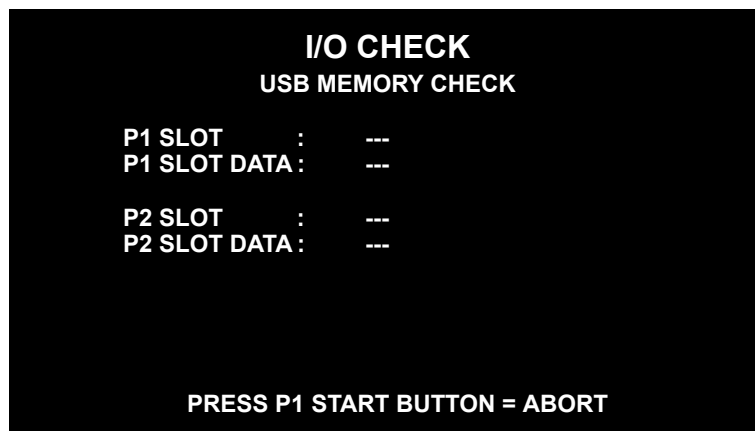 I/O CHECK
USB MEMORY CHECK
P1 SLOT : ---
P1 SLOT DATA : ---
P2 SLOT : ---
P2 SLOT DATA : ---
PRESS P1 START BUTTON = ABORT